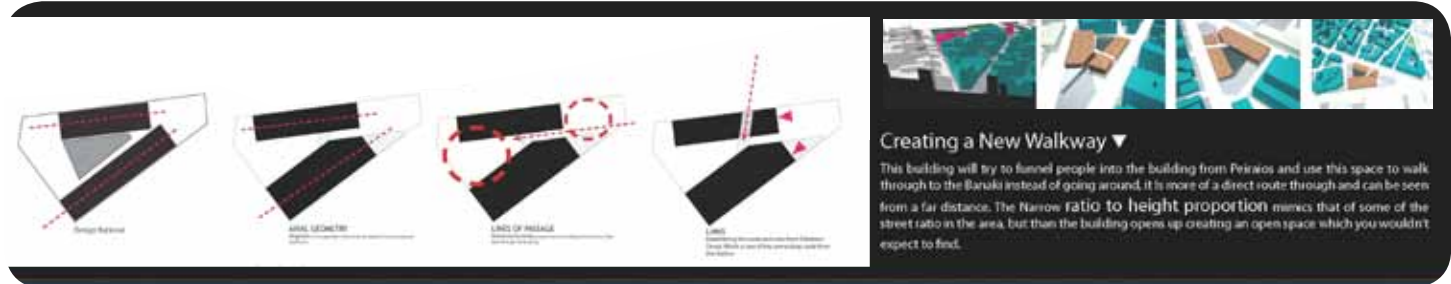 Design Rational
AXIAL GEOMETRY
LINES OF PASSAGE
LINKS
Creating a New Walkway ▼
This building will try to funnel people into the building from Peiraios and use this space to walk
through to the Banaki instead of going around, it is more of a direct route through and can be seen
from a far distance. The Narrow ratio to height proportion mimics that of some of the
street ratio in the area, but than the building opens up creating an open space which you wouldn't
expect to find.